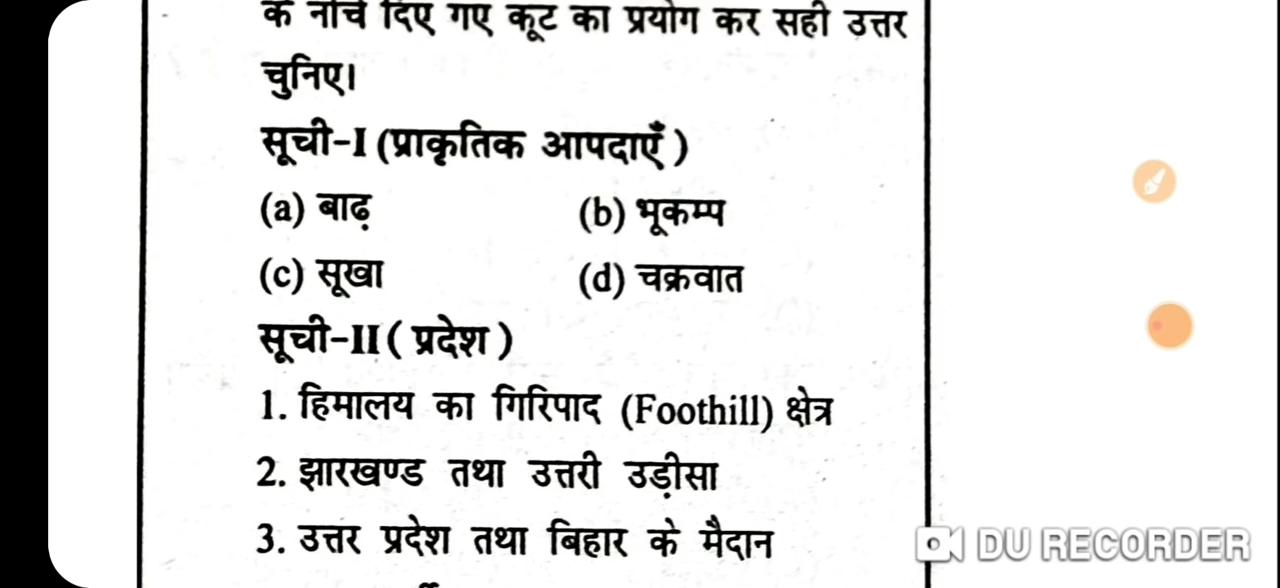 के नीचे दिए गए कूट का प्रयोग कर सही उत्तर
चुनिए।
सूची-I (प्राकृतिक आपदाएँ)
(a) बाढ़ (b) भूकम्प
(c) सूखा (d) चक्रवात
सूची-II ( प्रदेश )
1. हिमालय का गिरिपाद (Foothill) क्षेत्र
2. झारखण्ड तथा उत्तरी उड़ीसा
3. उत्तर प्रदेश तथा बिहार के मैदान
DU RECORDER